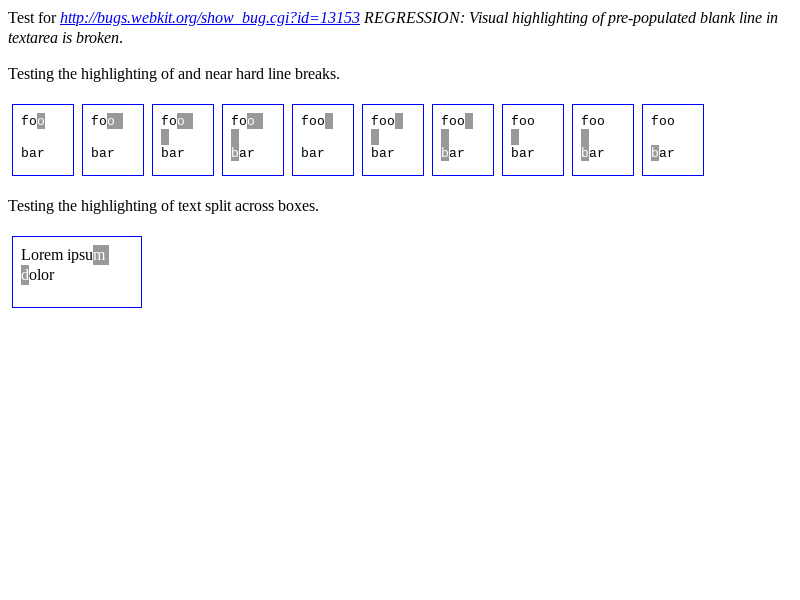 Test for http://bugs.webkit.org/show_bug.cgi?id=13153 REGRESSION: Visual highlighting of pre-populated blank line in
textarea is broken.
Testing the highlighting of and near hard line breaks.
foo foo foo foo foo foo foo foo foo foo
bar bar bar bar bar bar bar bar bar bar
Testing the highlighting of text split across boxes.
Lorem ipsum
dolor